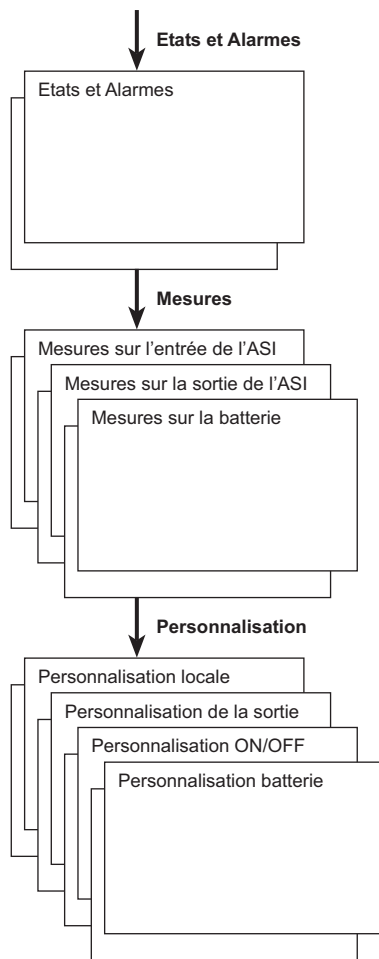 Etats et Alarmes
Etats et Alarmes
Mesures
Mesures sur l'entrée de l'ASI
Mesures sur la sortie de l'ASI
Mesures sur la batterie
Personnalisation
Personnalisation locale
Personnalisation de la sortie
Personnalisation ON/OFF
Personnalisation batterie